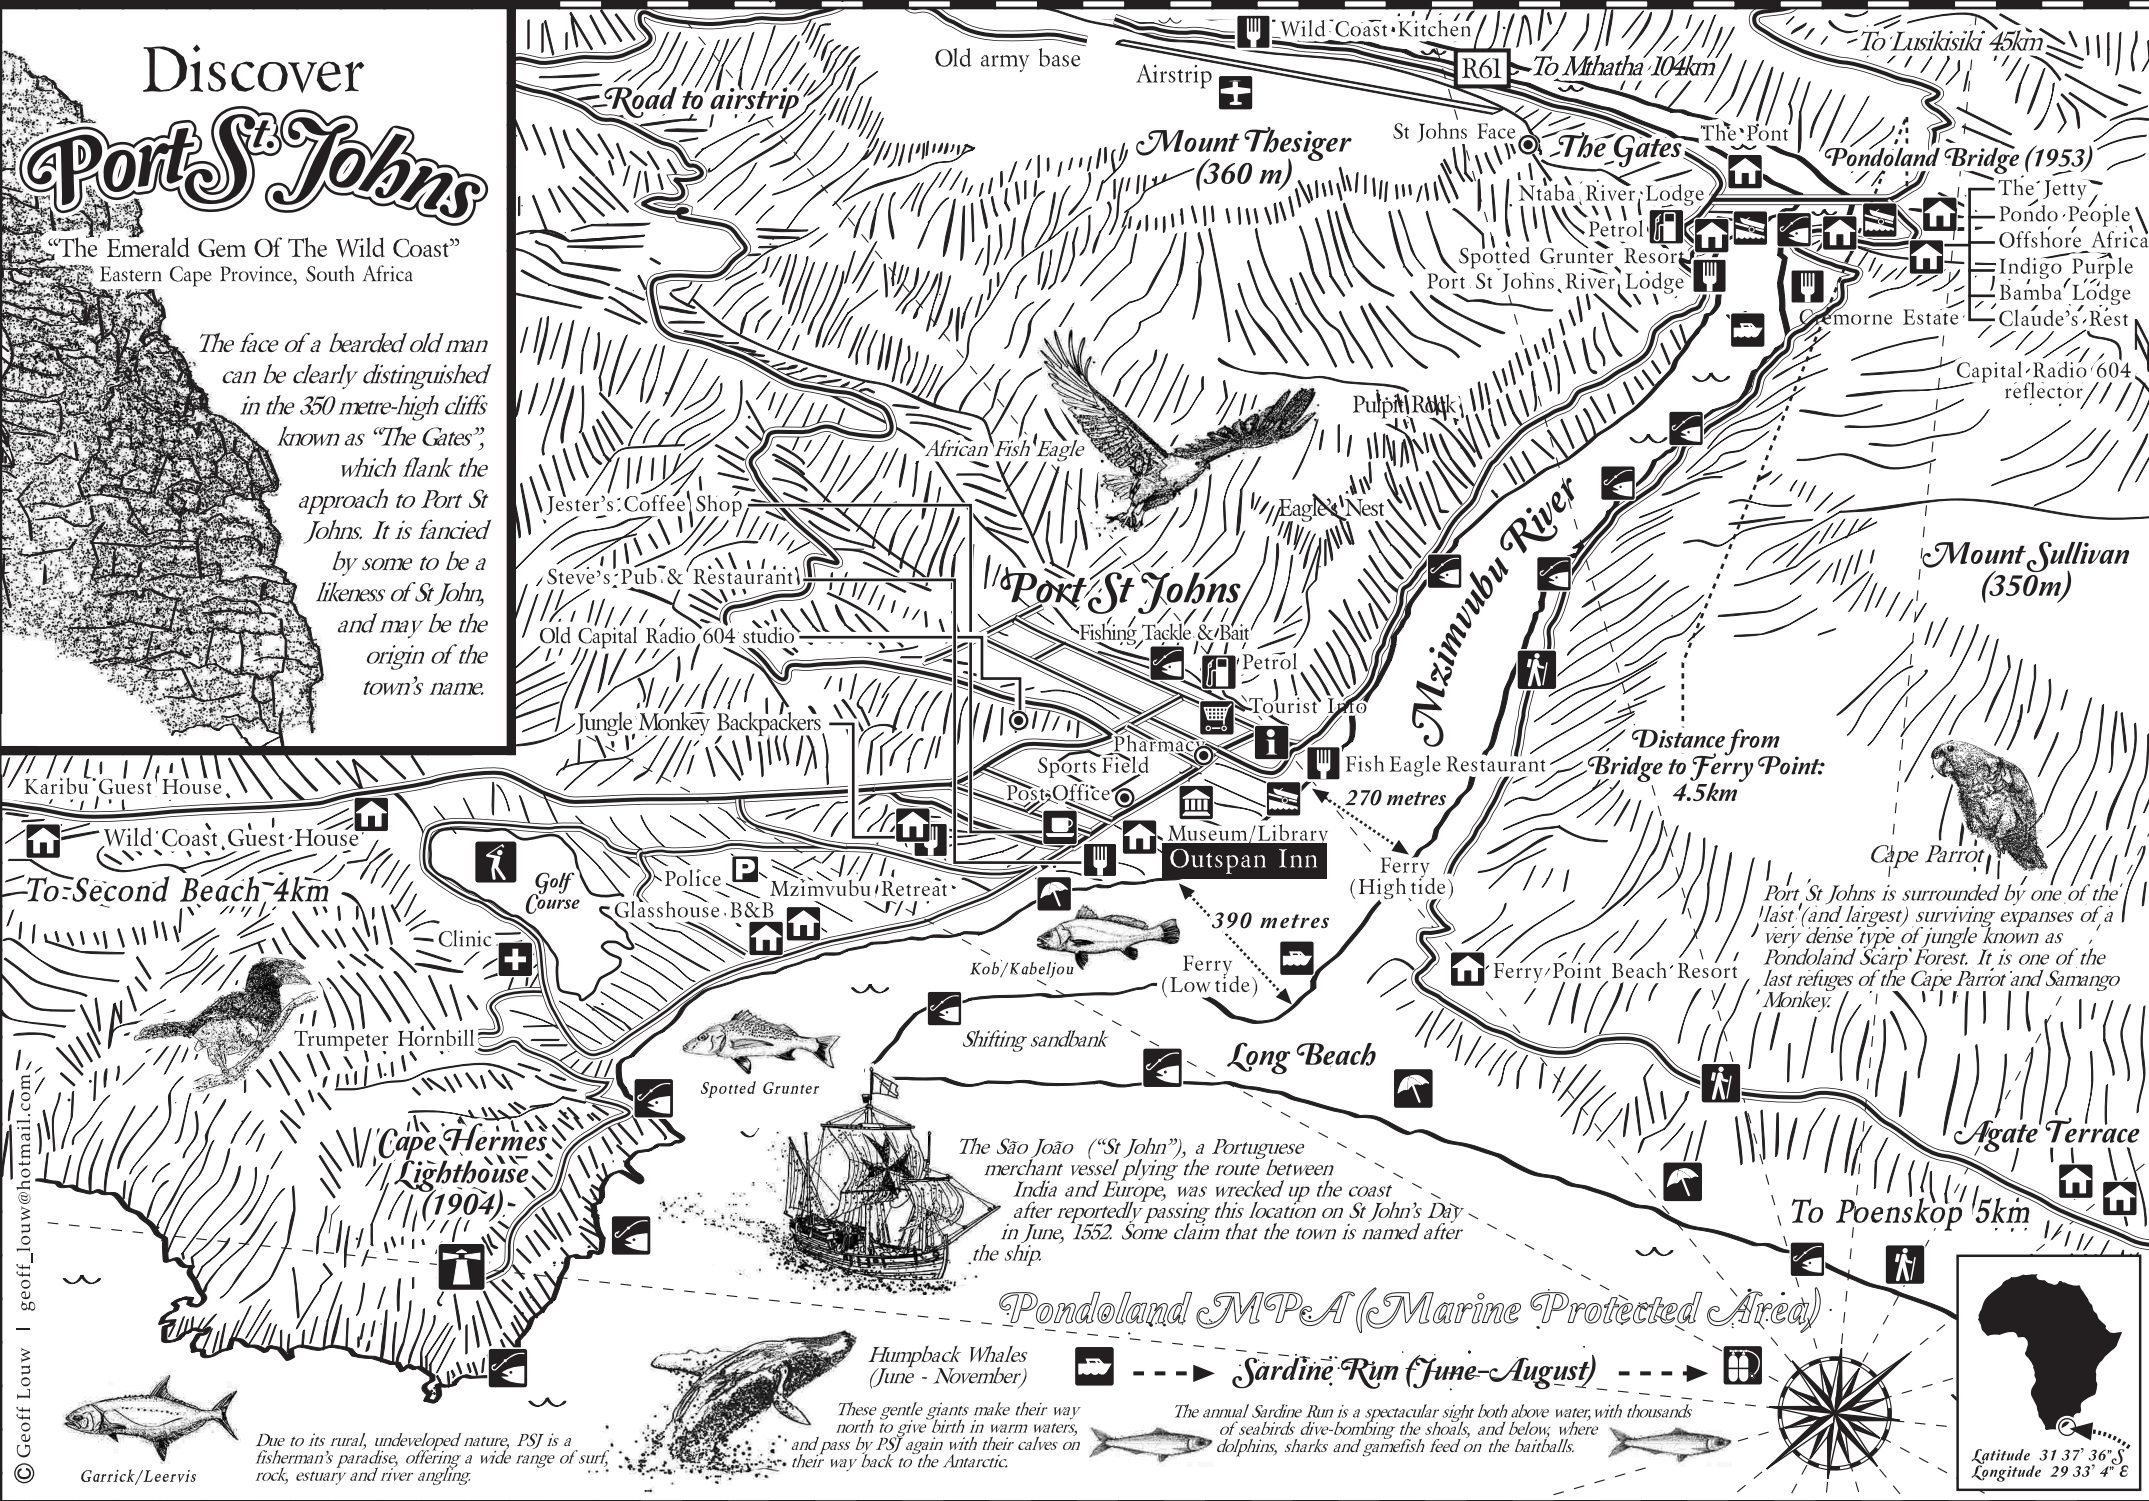 Discover
Port St. Johns
“The Emerald Gem Of The Wild Coast”
Eastern Cape Province, South Africa
The face of a bearded old man
can be clearly distinguished
in the 350 metre-high cliffs
known as “The Gates”,
which flank the
approach to Port St
Johns. It is fancied
by some to be a
likeness of St John,
and may be the
origin of the
town’s name.
Wild Coast Kitchen
Old army base
Airstrip
R61
To Mthatha 104km
To Lusikisiki 45km
Road to airstrip
Mount Thesiger
(360 m)
St Johns Face
The Gates
The Pont
Pondoland Bridge (1953)
Ntaba River Lodge
Petrol
Spotted Grunter Resort
Port St Johns River Lodge
The Jetty
Pondo People
Offshore Africa
Indigo Purple
Bamba Lodge
Claude’s Rest
Cremorne Estate
Capital Radio 604
reflector
Pulpit Rock
African Fish Eagle
Eagle’s Nest
Jester’s Coffee Shop
Steve’s Pub & Restaurant
Old Capital Radio 604 studio
Jungle Monkey Backpackers
Port St Johns
Fishing Tackle & Bait
Petrol
Tourist Info
i
Pharmacy
Sports Field
Post Office
Fish Eagle Restaurant
Museum/Library
Outspan Inn
270 metres
390 metres
Ferry
(High tide)
Ferry
(Low tide)
Mzimvubu River
Mount Sullivan
(350m)
Distance from
Bridge to Ferry Point:
4.5km
Cape Parrot
Port St Johns is surrounded by one of the
last (and largest) surviving expanses of a
very dense type of jungle known as
Pondoland Scarp Forest. It is one of the
last refuges of the Cape Parrot and Samango
Monkey.
Karibu Guest House
Wild Coast Guest House
To Second Beach 4km
Golf
Course
Police
P
Mzimvubu Retreat
Glasshouse B&B
Clinic
Trumpeter Hornbill
Kob/Kabeljou
Spotted Grunter
Shifting sandbank
Ferry Point Beach Resort
Long Beach
Agate Terrace
To Poenskop 5km
Cape Hermes
Lighthouse
(1904)
The São João (“St John”), a Portuguese
merchant vessel plying the route between
India and Europe, was wrecked up the coast
after reportedly passing this location on St John’s Day
in June, 1552. Some claim that the town is named after
the ship.
Pondoland MPA (Marine Protected Area)
Sardine Run (June-August)
The annual Sardine Run is a spectacular sight both above water, with thousands
of seabirds dive-bombing the shoals, and below, where
dolphins, sharks and gamefish feed on the baitballs.
Humpback Whales
(June - November)
These gentle giants make their way
north to give birth in warm waters,
and pass by PSJ again with their calves on
their way back to the Antarctic.
Garrick/Leervis
Due to its rural, undeveloped nature, PSJ is a
fisherman’s paradise, offering a wide range of surf,
rock, estuary and river angling.
Latitude 31 37’ 36” S
Longitude 29 33’ 4” E
© Geoff Louw | geoff_louw@hotmail.com